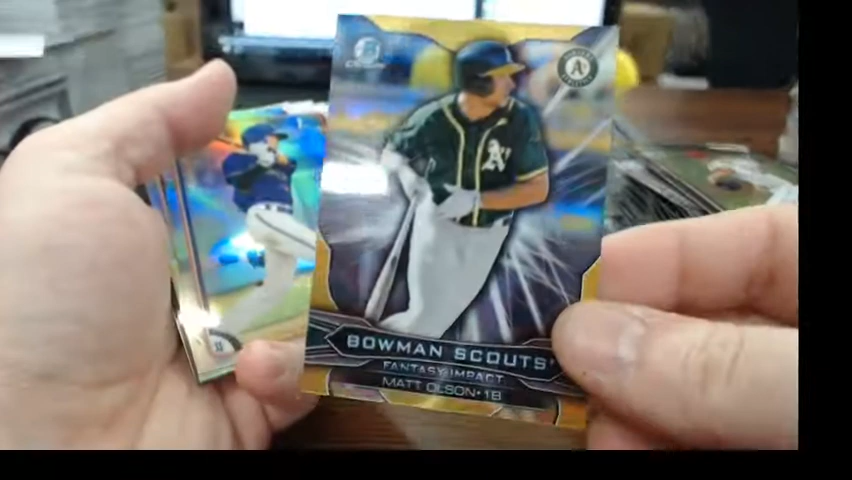 BOWMAN SCOUTS'
FANTASY IMPACT
MATT OLSON • 1B